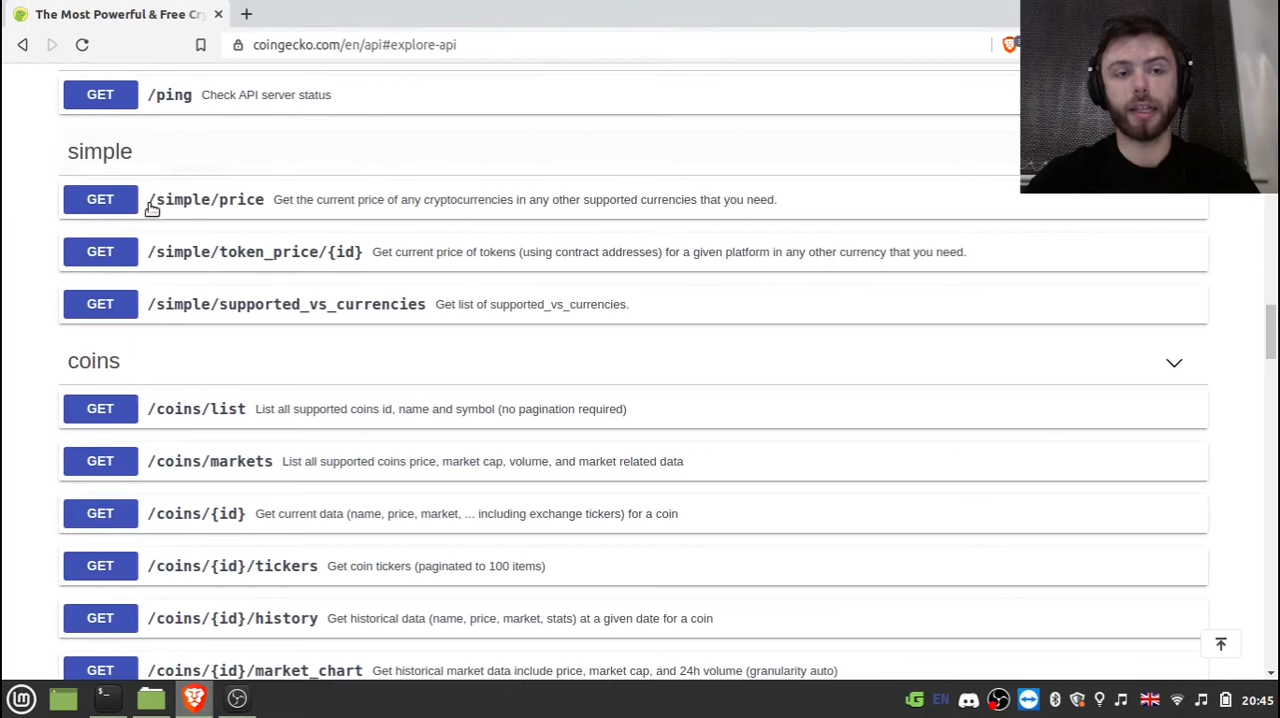 The Most Powerful & Free Cry
coingecko.com/en/api#explore-api
GET /ping Check API server status
simple
GET /simple/price Get the current price of any cryptocurrencies in any other supported currencies that you need.
GET /simple/token_price/{id} Get current price of tokens (using contract addresses) for a given platform in any other currency that you need.
GET /simple/supported_vs_currencies Get list of supported_vs_currencies.
coins
GET /coins/list List all supported coins id, name and symbol (no pagination required)
GET /coins/markets List all supported coins price, market cap, volume, and market related data
GET /coins/{id} Get current data (name, price, market, ... including exchange tickers) for a coin
GET /coins/{id}/tickers Get coin tickers (paginated to 100 items)
GET /coins/{id}/history Get historical data (name, price, market, stats) at a given date for a coin
GET /coins/{id}/market_chart Get historical market data include price, market cap, and 24h volume (granularity auto)
EN 20:45